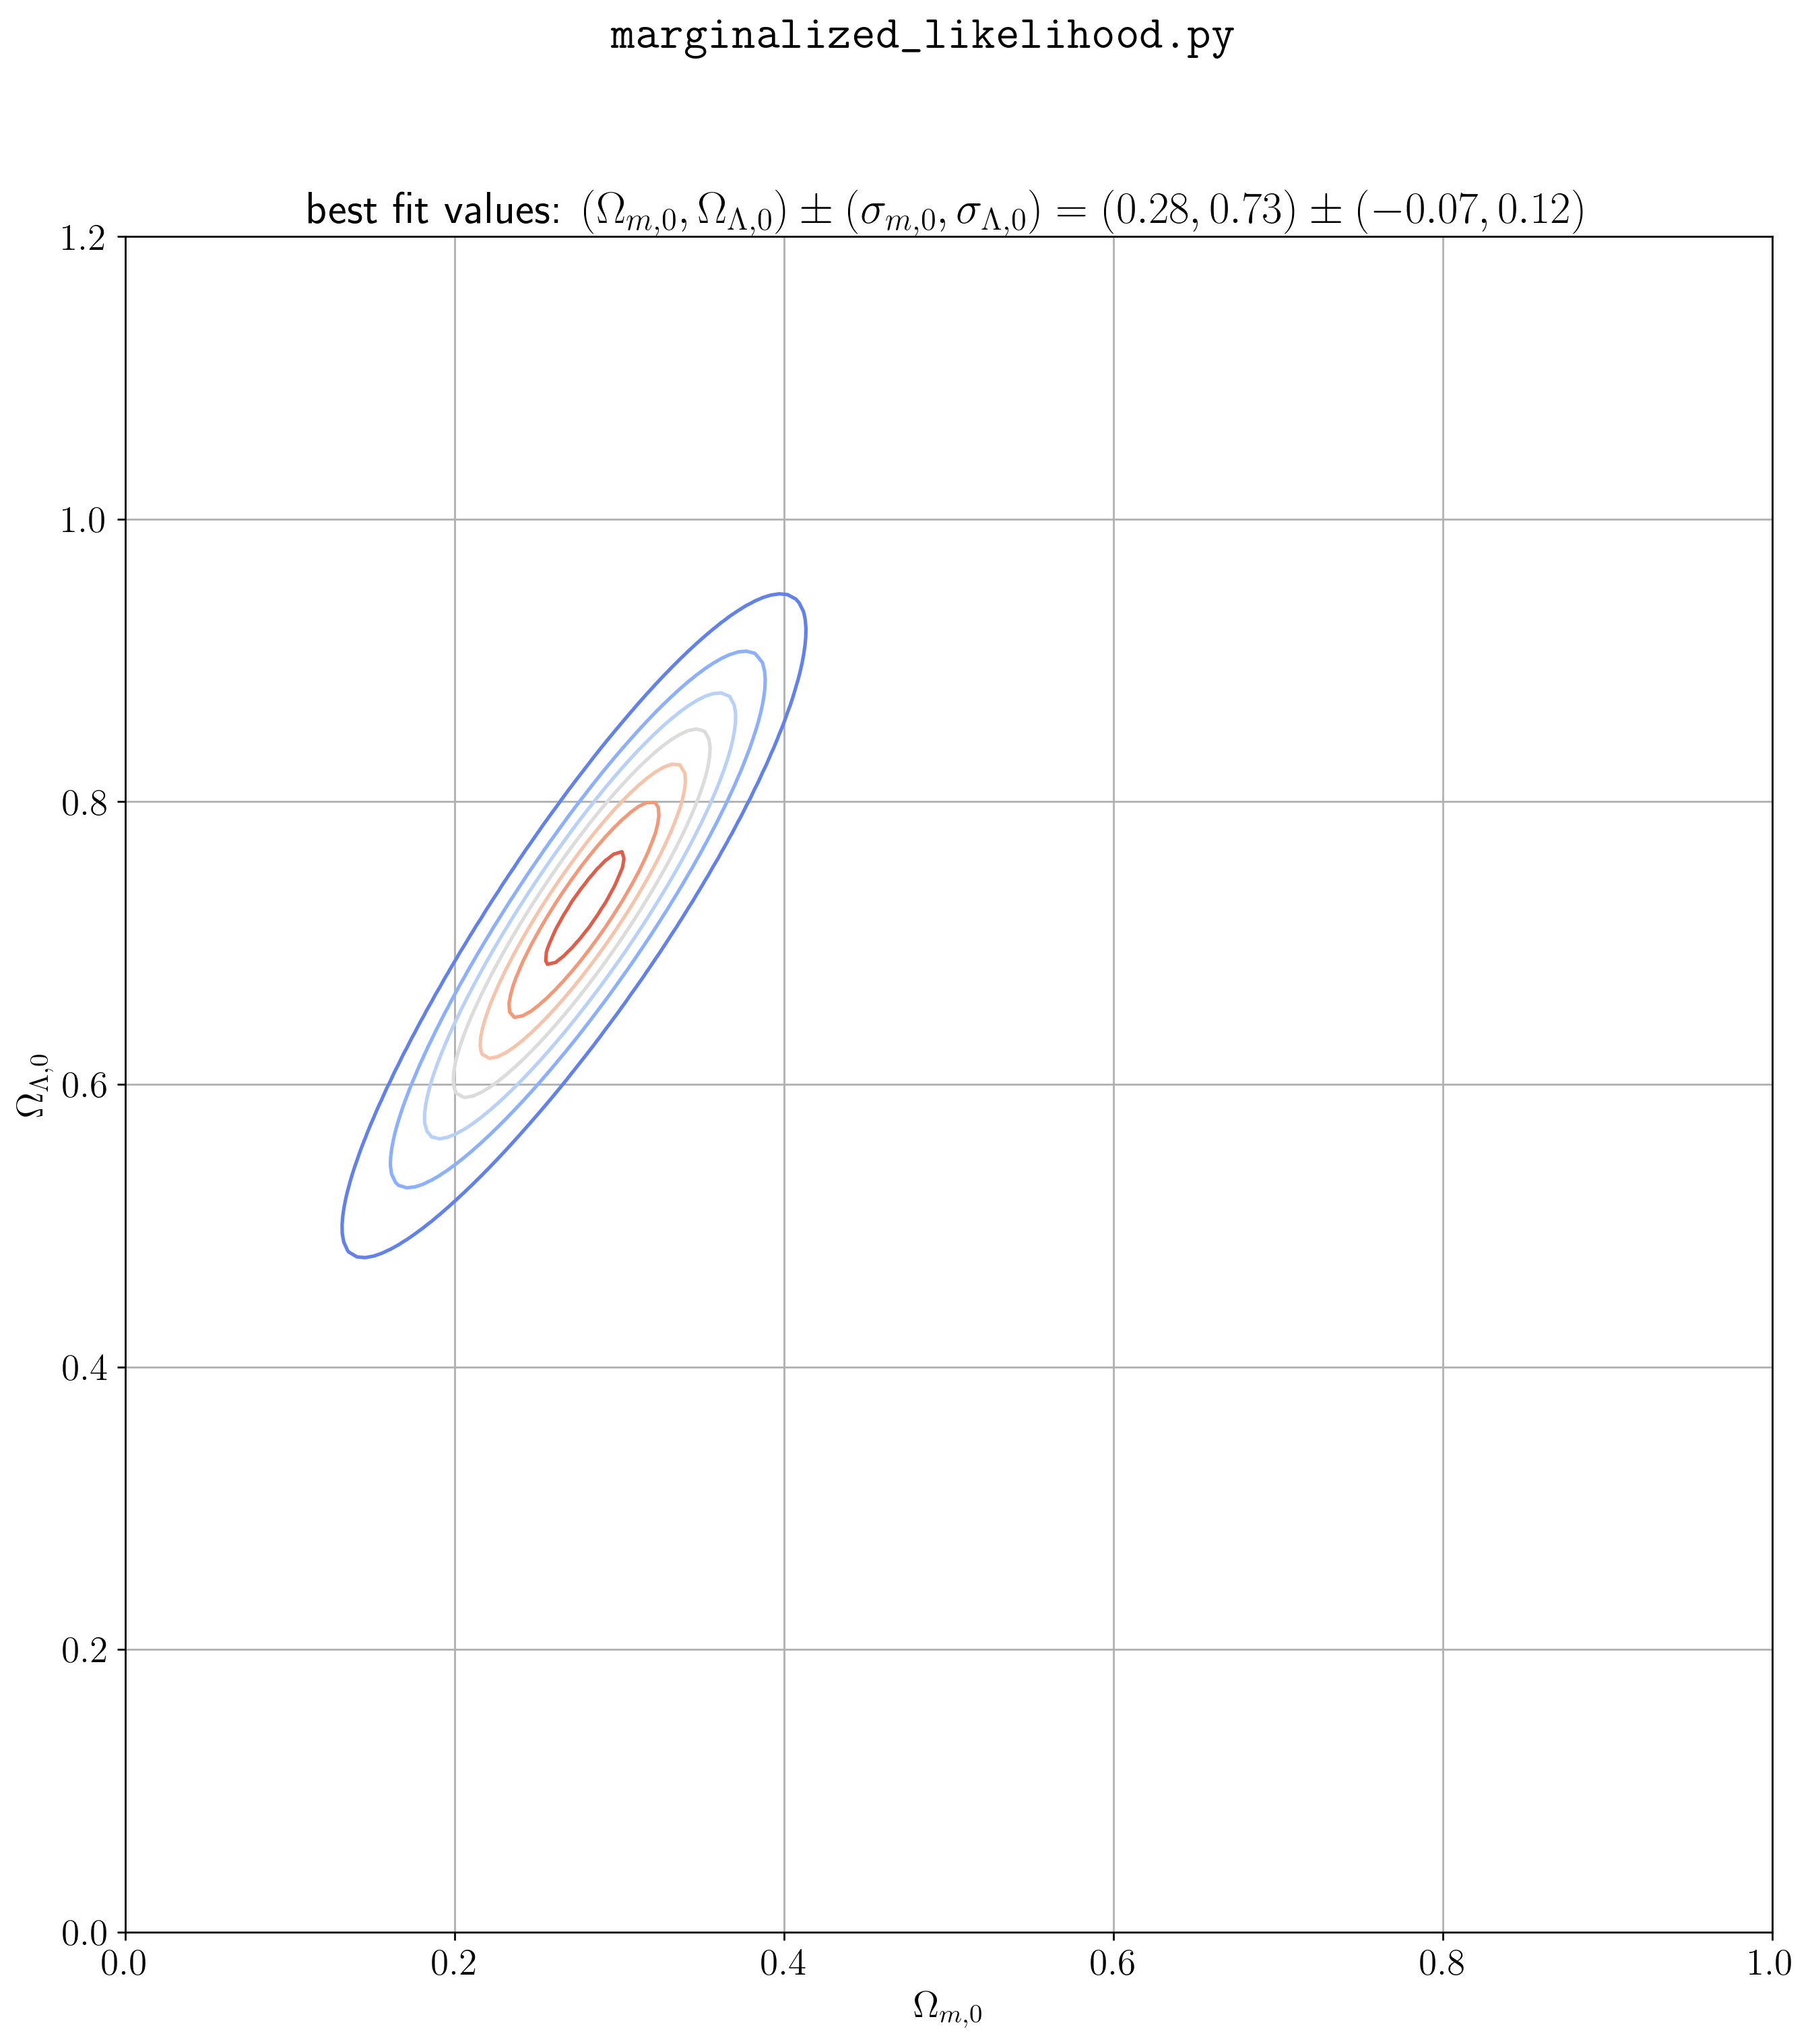 marginalized_likelihood.py
best fit values: (Ω_{m,0}, Ω_{Λ,0}) ± (σ_{m,0}, σ_{Λ,0}) = (0.28, 0.73) ± (−0.07, 0.12)
1.2
1.0
0.8
0.6
0.4
0.2
0.0
Ω_{Λ,0}
0.0 0.2 0.4 0.6 0.8 1.0
Ω_{m,0}